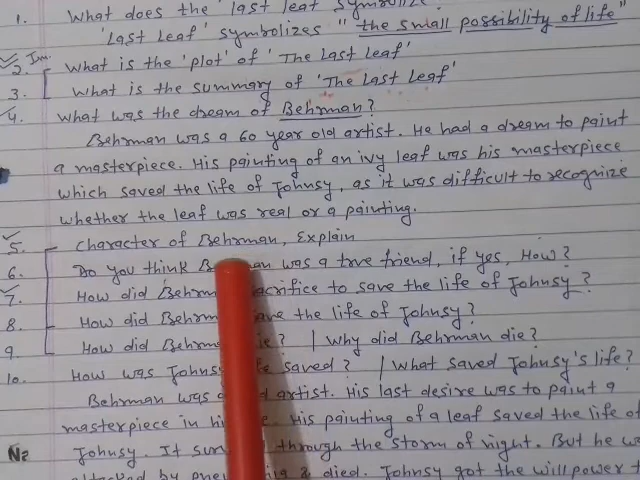 1. What does the 'last leaf' symbolize?
'Last Leaf' symbolizes "the small possibility of life"
Im.
2. What is the 'plot' of 'The Last Leaf'
3. What is the summary of 'The Last Leaf'
4. What was the dream of Behrman?
Behrman was a 60 year old artist. He had a dream to paint
a masterpiece. His painting of an ivy leaf was his masterpiece
which saved the life of Johnsy, as it was difficult to recognize
whether the leaf was real or a painting.
5. Character of Behrman, Explain
6. Do you think was a true friend, if yes, How?
7. How did Behrm to save the life of Johnsy?
8. How did Behrm the life of Johnsy?
9. How did Behrm | Why did Behrman die?
10. How was Johns saved? | What saved Johnsy's life?
Behrman was artist. His last desire was to paint a
masterpiece in His painting of a leaf saved the life of
Johnsy. It through the storm of night. But he
N2
by & died. Johnsy got the willpower